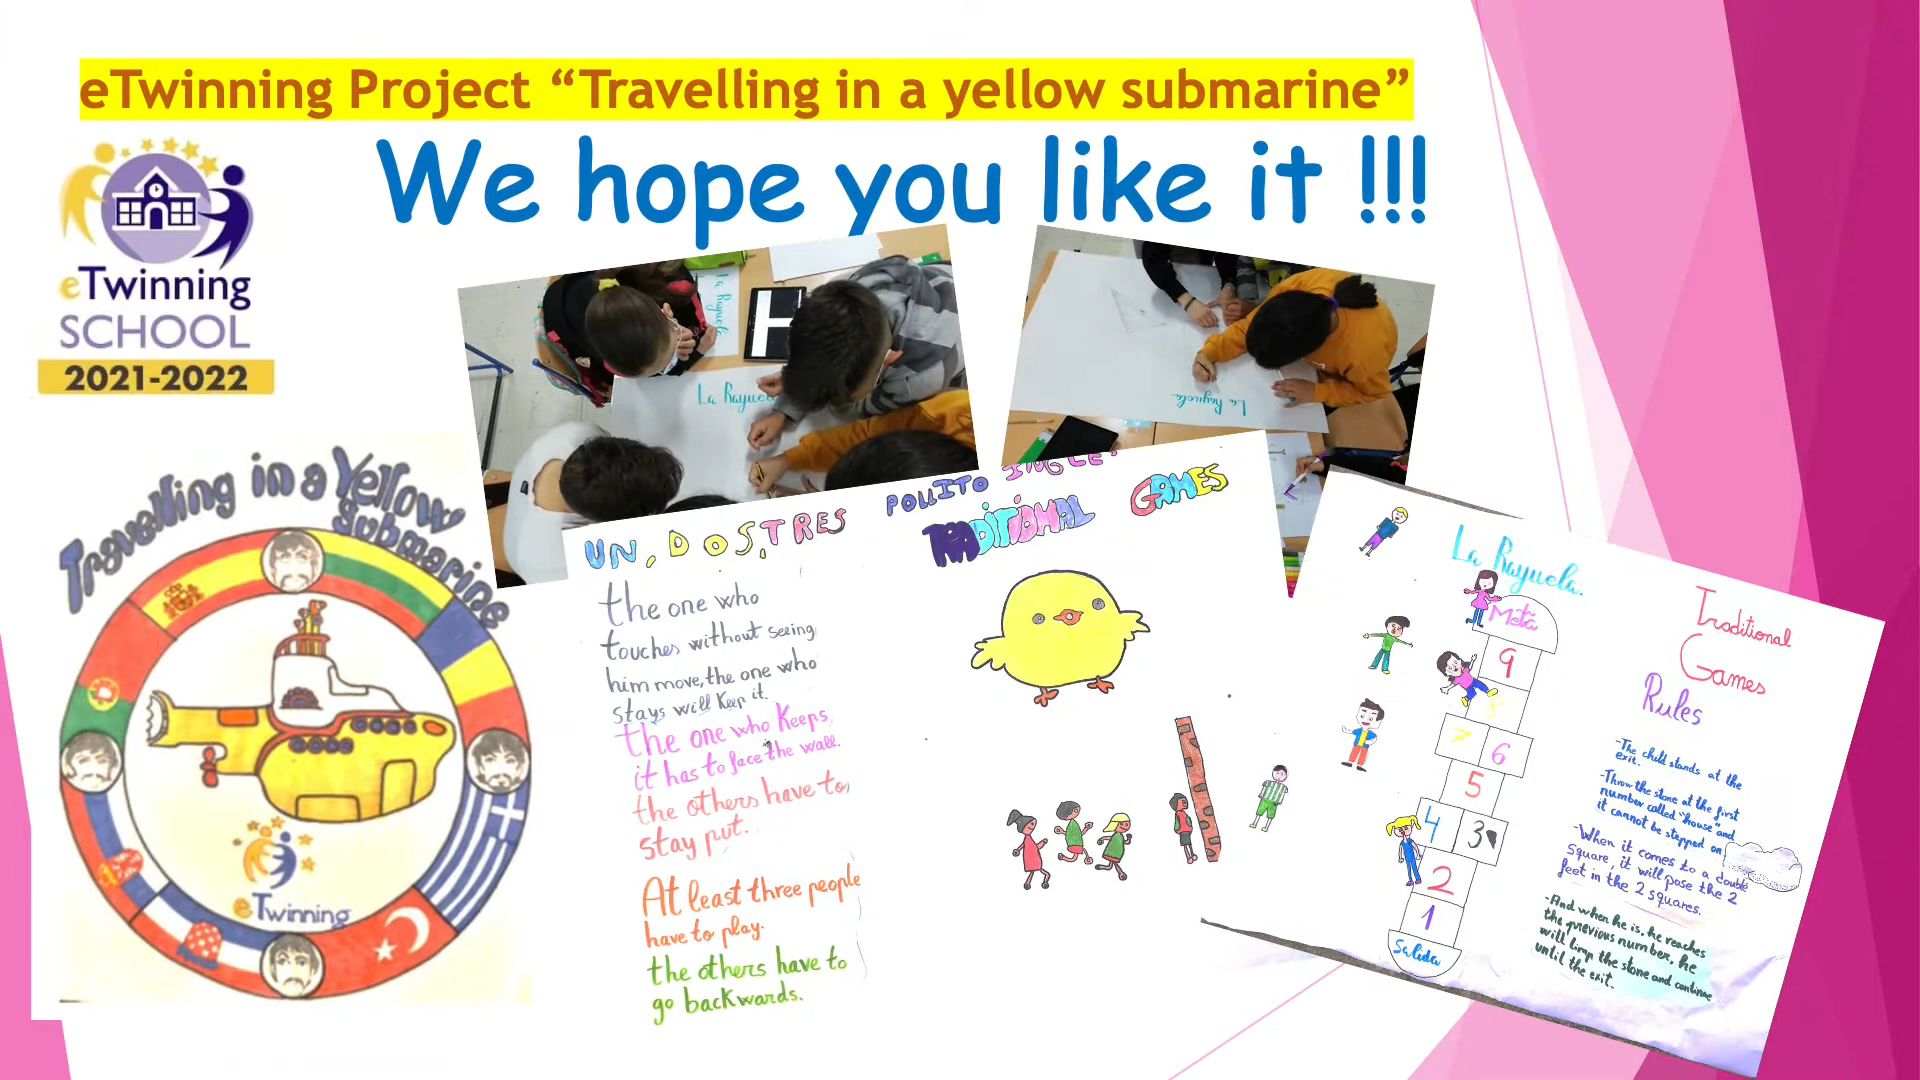 eTwinning Project “Travelling in a yellow submarine”
We hope you like it !!!
eTwinning
SCHOOL
2021-2022
Travelling in a Yellow
Submarine
eTwinning
La Rayuela
La Rayuela
La Rayuela
UN, DOS, TRES POLLITO INGLES
TRADITIONAL GAMES
the one who
touches without seeing
him move, the one who
stays will keep it.
the one who keeps
it has to face the wall.
the others have to
stay put.
At least three people
have to play.
the others have to
go backwards.
La Rayuela.
Meta
9
8
7 6
5
4 3
2
1
Salida
Traditional
Games
Rules
-The child stands at the
exit.
-Throw the stone at the first
number called "house" and
it cannot be stepped on
-When it comes to a double
square, it will pose the 2
feet in the 2 squares.
-And when he is, he reaches
the previous number, he
will limp the stone and continue
until the exit.